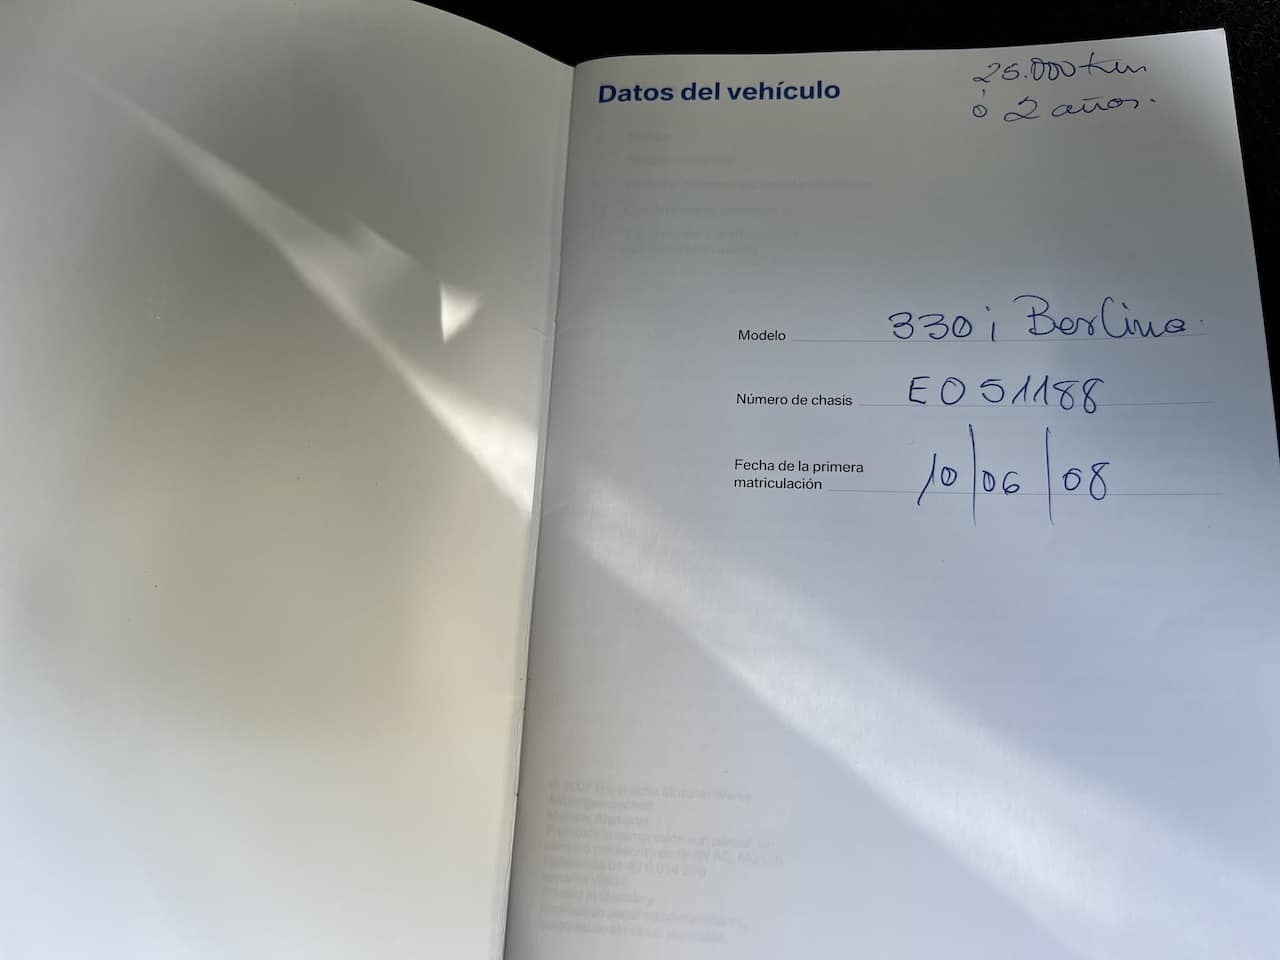 Datos del vehículo
25.000 km
ó 2 años.
Modelo 330i Berlina.
Número de chasis E051188
Fecha de la primera
matriculación 10/06/08